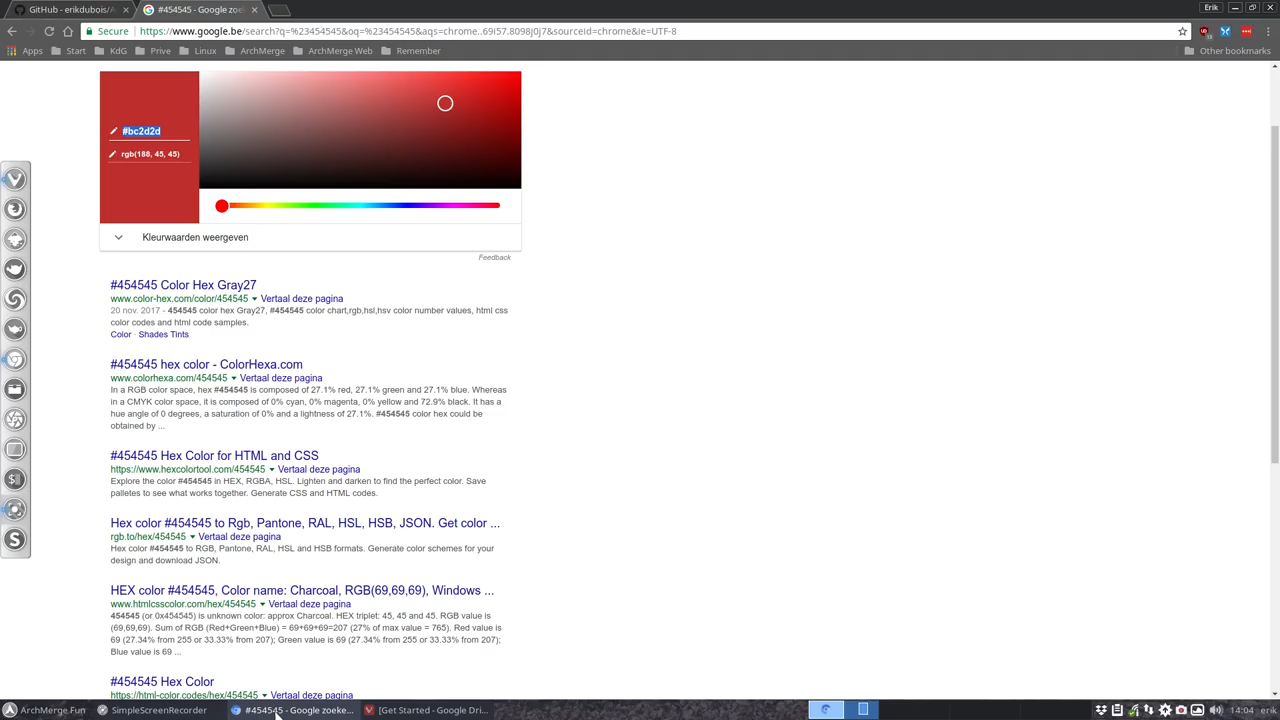 GitHub - erikdubois/A
#454545 - Google zoe
Erik
Secure
https://www.google.be/search?q=%23454545&oq=%23454545&aqs=chrome..69i57.8098j0j7&sourceid=chrome&ie=UTF-8
Apps
Start
KdG
Prive
Linux
ArchMerge
ArchMerge Web
Remember
Other bookmarks
#bc2d2d
rgb(188, 45, 45)
Kleurwaarden weergeven
Feedback
#454545 Color Hex Gray27
www.color-hex.com/color/454545 Vertaal deze pagina
20 nov. 2017 - 454545 color hex Gray27, #454545 color chart,rgb,hsl,hsv color number values, html css
color codes and html code samples.
Color · Shades Tints
#454545 hex color - ColorHexa.com
www.colorhexa.com/454545 Vertaal deze pagina
In a RGB color space, hex #454545 is composed of 27.1% red, 27.1% green and 27.1% blue. Whereas
in a CMYK color space, it is composed of 0% cyan, 0% magenta, 0% yellow and 72.9% black. It has a
hue angle of 0 degrees, a saturation of 0% and a lightness of 27.1%. #454545 color hex could be
obtained by ...
#454545 Hex Color for HTML and CSS
https://www.hexcolortool.com/454545 Vertaal deze pagina
Explore the color #454545 in HEX, RGBA, HSL. Lighten and darken to find the perfect color. Save
palletes to see what works together. Generate CSS and HTML codes.
Hex color #454545 to Rgb, Pantone, RAL, HSL, HSB, JSON. Get color ...
rgb.to/hex/454545 Vertaal deze pagina
Hex color #454545 to RGB, Pantone, RAL, HSL and HSB formats. Generate color schemes for your
design and download JSON.
HEX color #454545, Color name: Charcoal, RGB(69,69,69), Windows ...
www.htmlcsscolor.com/hex/454545 Vertaal deze pagina
454545 (or 0x454545) is unknown color: approx Charcoal. HEX triplet: 45, 45 and 45. RGB value is
(69,69,69). Sum of RGB (Red+Green+Blue) = 69+69+69=207 (27% of max value = 765). Red value is
69 (27.34% from 255 or 33.33% from 207); Green value is 69 (27.34% from 255 or 33.33% from 207);
Blue value is 69 ...
#454545 Hex Color
https://html-color.codes/hex/454545 Vertaal deze pagina
ArchMerge Fun
SimpleScreenRecorder
#454545 - Google zoeke...
[Get Started - Google Dri...
14:04
erik